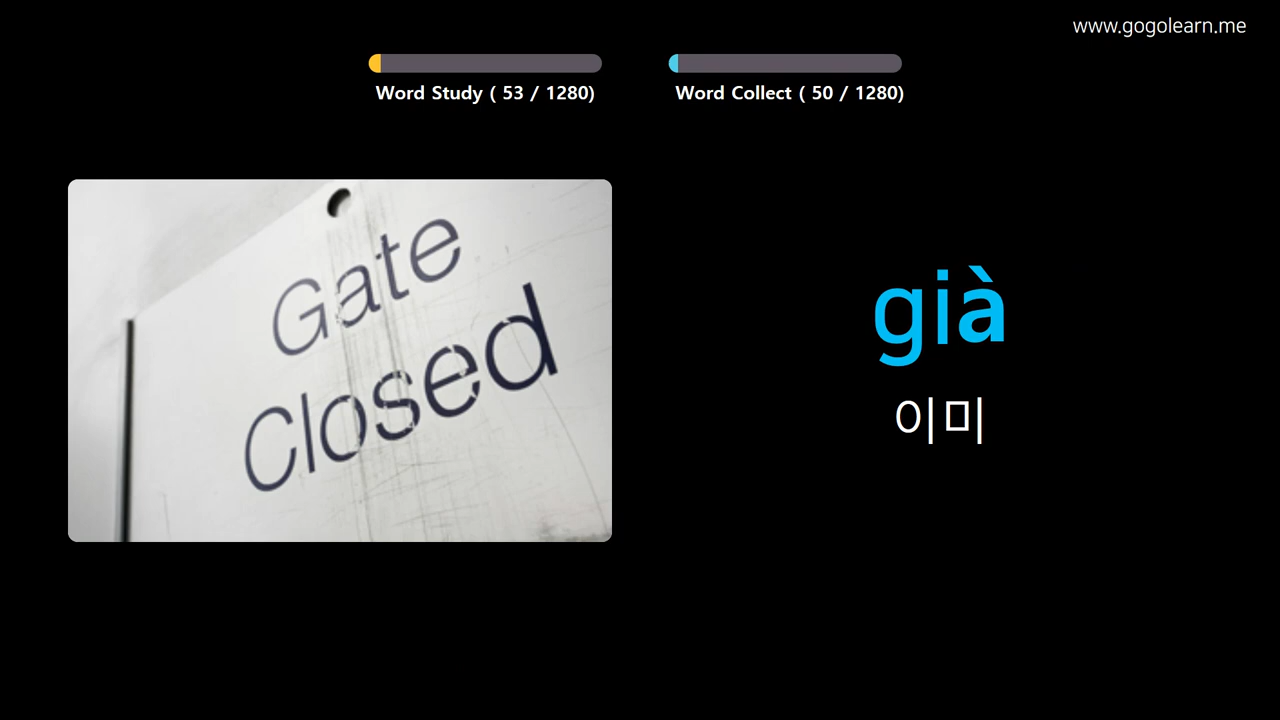 www.gogolearn.me
Word Study ( 53 / 1280)
Word Collect ( 50 / 1280)
Gate
Closed
già
이미